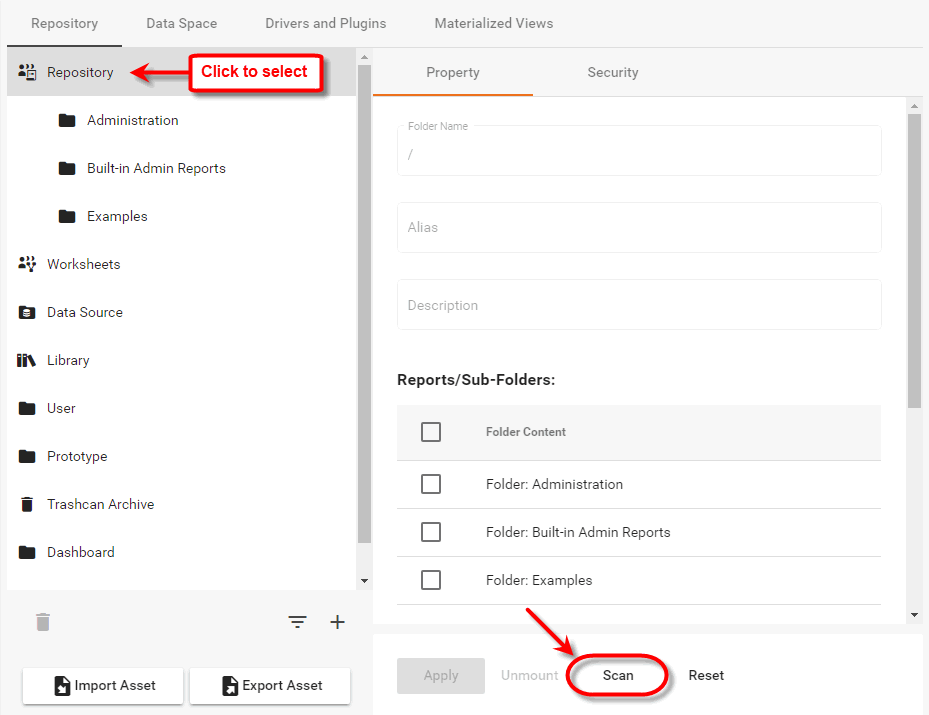 Repository Data Space Drivers and Plugins Materialized Views
Repository
Click to select
Administration
Built-in Admin Reports
Examples
Worksheets
Data Source
Library
User
Prototype
Trashcan Archive
Dashboard
Import Asset Export Asset
Property Security
Folder Name
/
Alias
Description
Reports/Sub-Folders:
Folder Content
Folder: Administration
Folder: Built-in Admin Reports
Folder: Examples
Apply Unmount Scan Reset